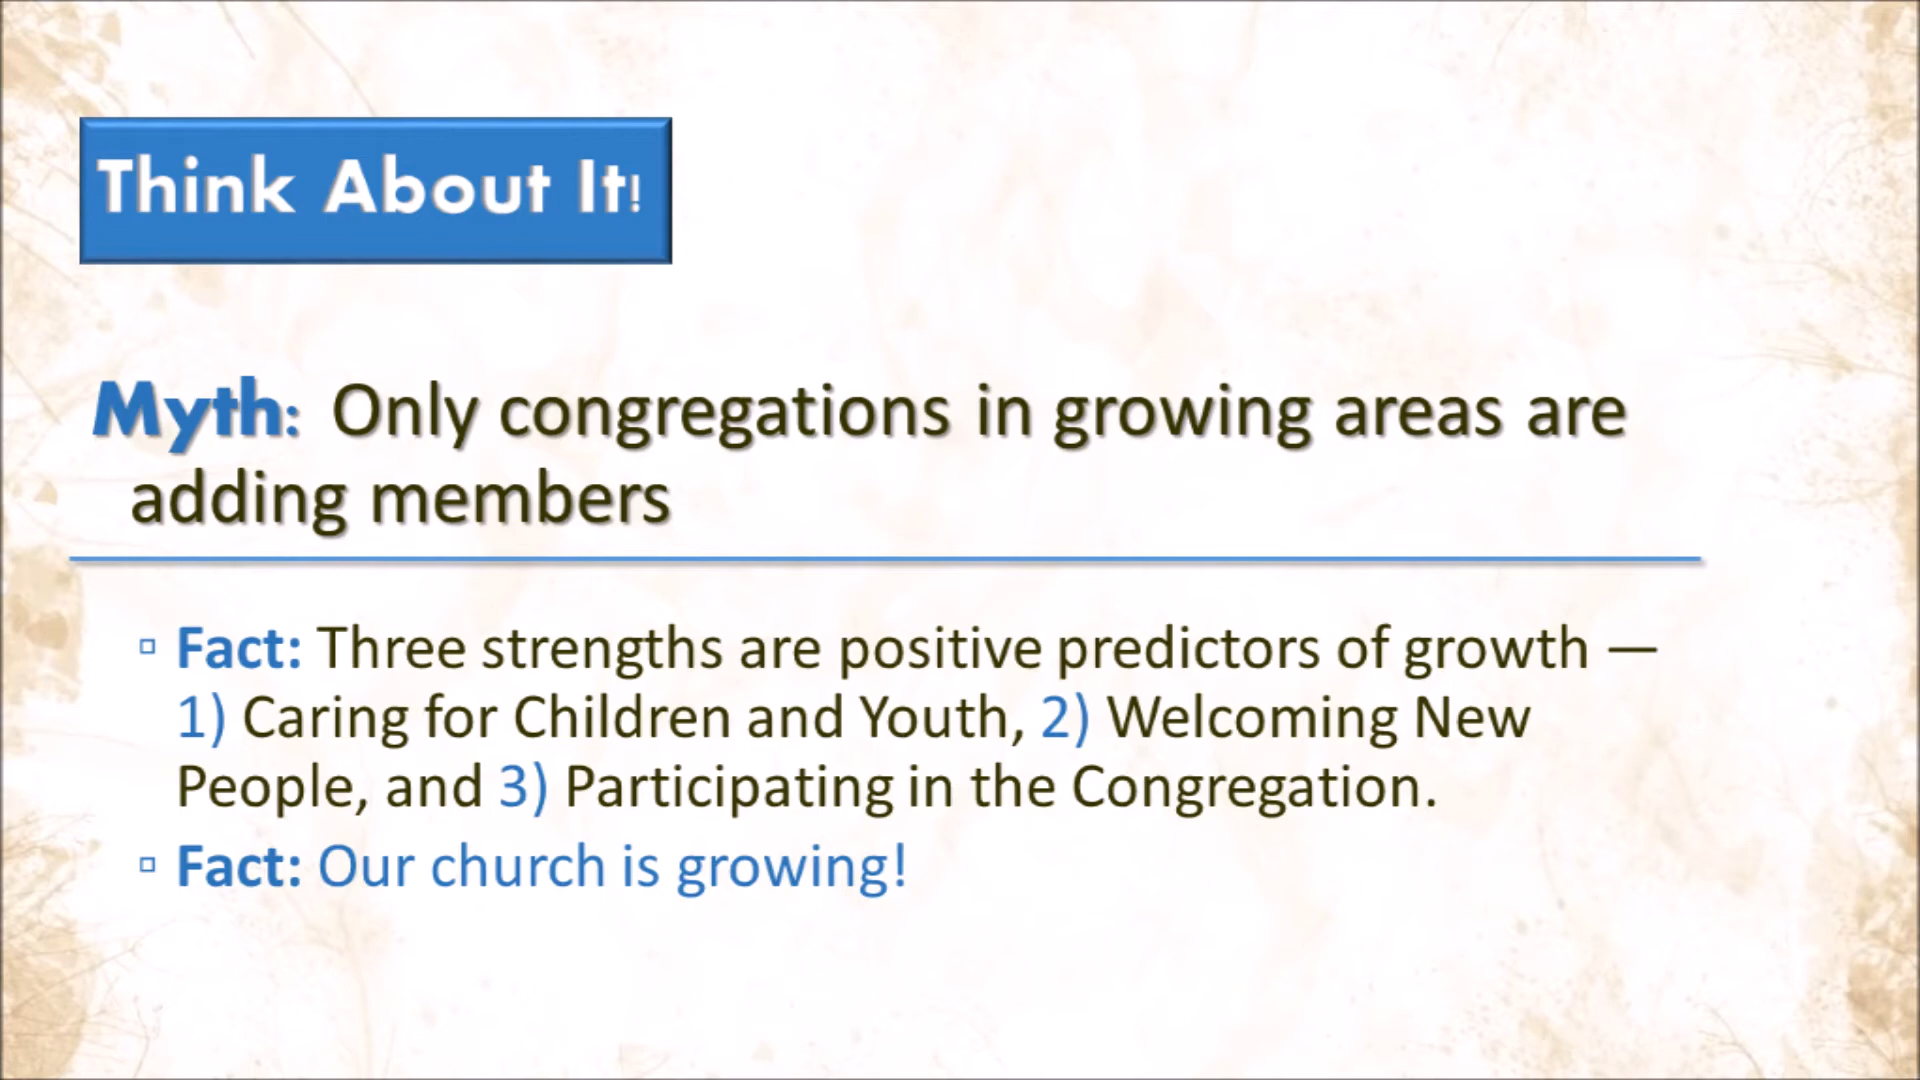 Think About It!
Myth: Only congregations in growing areas are
adding members
▫ Fact: Three strengths are positive predictors of growth —
1) Caring for Children and Youth, 2) Welcoming New
People, and 3) Participating in the Congregation.
▫ Fact: Our church is growing!